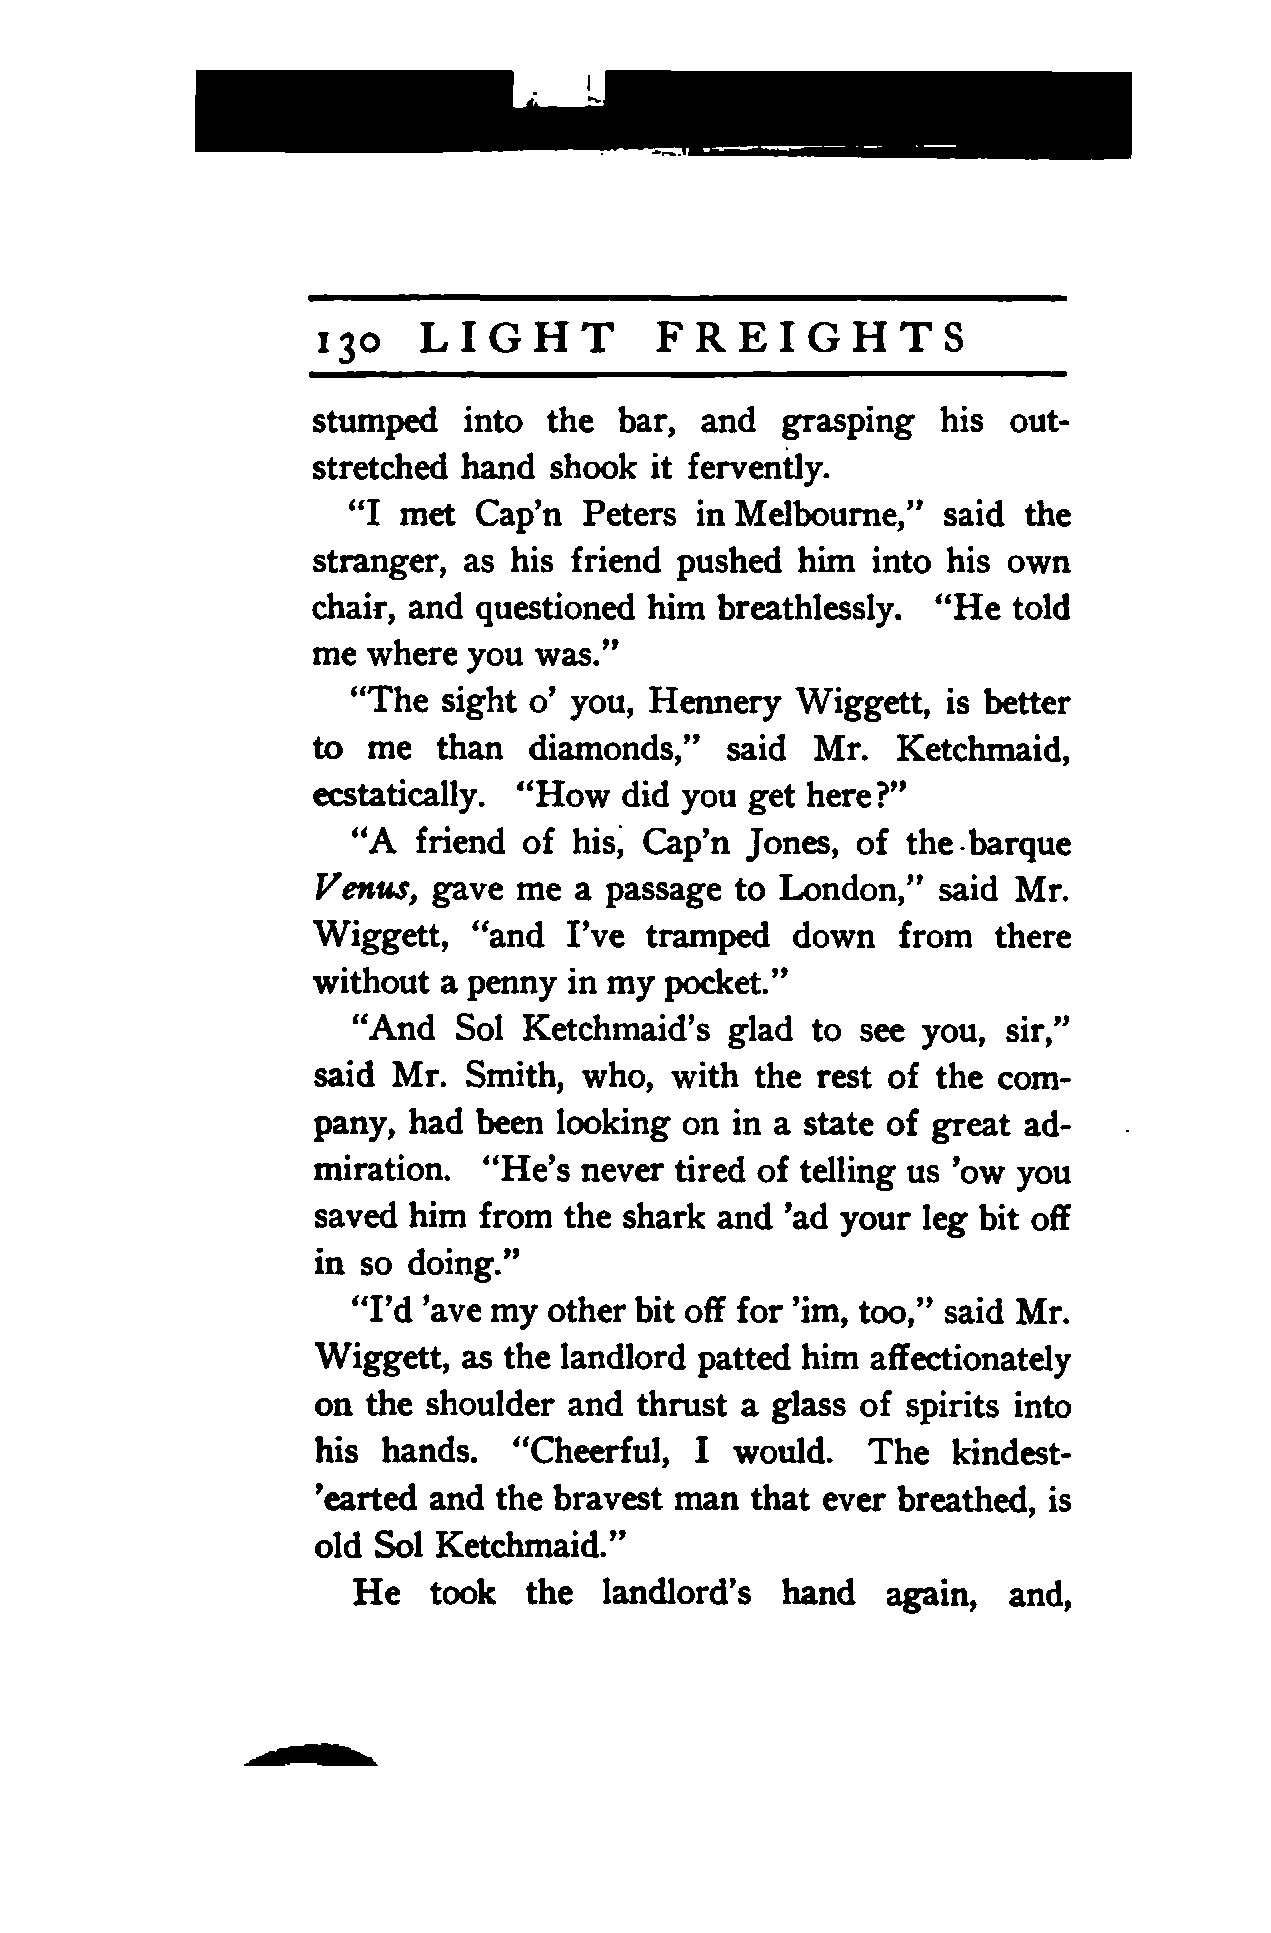 130 LIGHT FREIGHTS
stumped into the bar, and grasping his out-
stretched hand shook it fervently.
“I met Cap’n Peters in Melbourne,” said the
stranger, as his friend pushed him into his own
chair, and questioned him breathlessly. “He told
me where you was.”
“The sight o’ you, Hennery Wiggett, is better
to me than diamonds,” said Mr. Ketchmaid,
ecstatically. “How did you get here?”
“A friend of his, Cap’n Jones, of the barque
Venus, gave me a passage to London,” said Mr.
Wiggett, “and I’ve tramped down from there
without a penny in my pocket.”
“And Sol Ketchmaid’s glad to see you, sir,”
said Mr. Smith, who, with the rest of the com-
pany, had been looking on in a state of great ad-
miration. “He’s never tired of telling us ’ow you
saved him from the shark and ’ad your leg bit off
in so doing.”
“I’d ’ave my other bit off for ’im, too,” said Mr.
Wiggett, as the landlord patted him affectionately
on the shoulder and thrust a glass of spirits into
his hands. “Cheerful, I would. The kindest-
’earted and the bravest man that ever breathed, is
old Sol Ketchmaid.”
He took the landlord’s hand again, and,